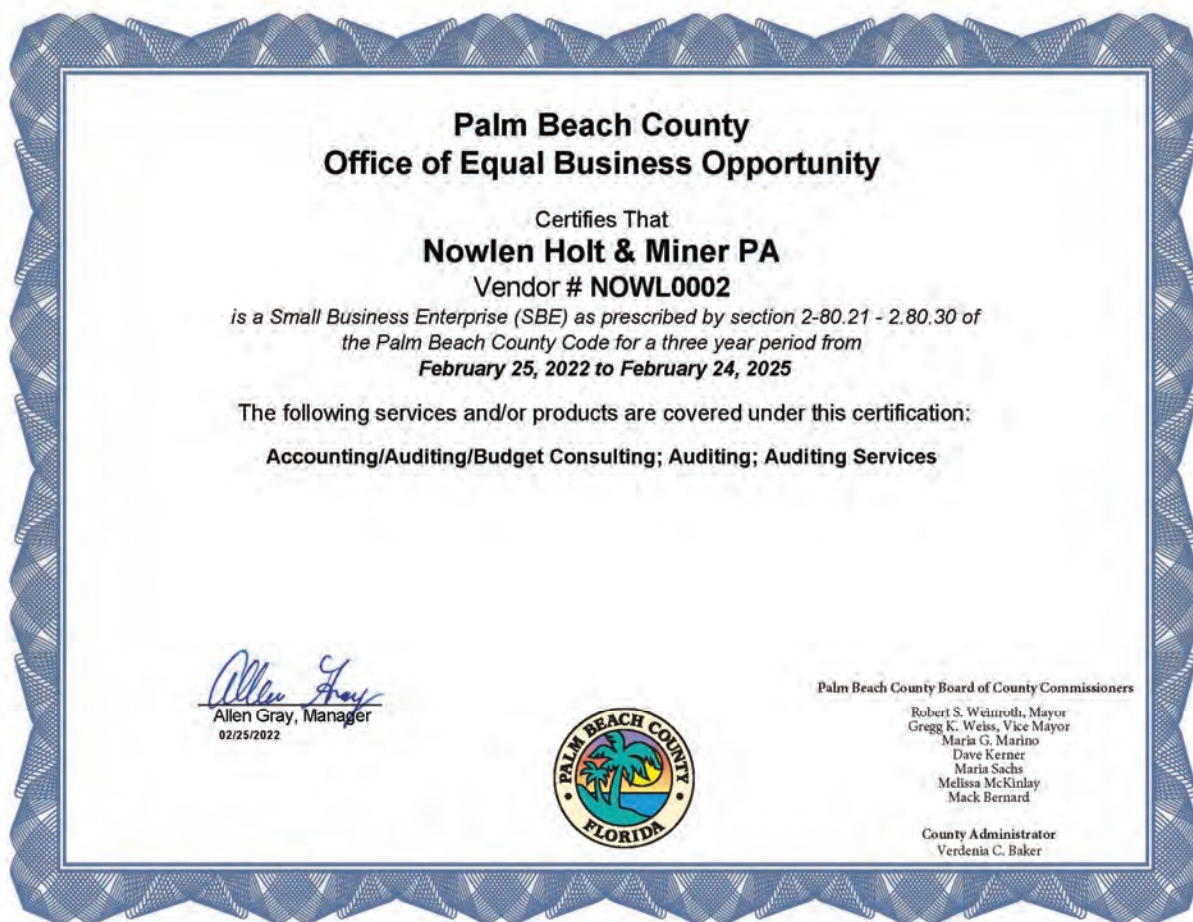 Palm Beach County
Office of Equal Business Opportunity
Certifies That
Nowlen Holt & Miner PA
Vendor # NOWL0002
is a Small Business Enterprise (SBE) as prescribed by section 2-80.21 - 2.80.30 of
the Palm Beach County Code for a three year period from
February 25, 2022 to February 24, 2025
The following services and/or products are covered under this certification:
Accounting/Auditing/Budget Consulting; Auditing; Auditing Services
Allen Gray
Allen Gray, Manager
02/25/2022
PALM BEACH COUNTY
FLORIDA
Palm Beach County Board of County Commissioners
Robert S. Weinroth, Mayor
Gregg K. Weiss, Vice Mayor
Maria G. Marino
Dave Kerner
Maria Sachs
Melissa McKinlay
Mack Bernard
County Administrator
Verdenia C. Baker